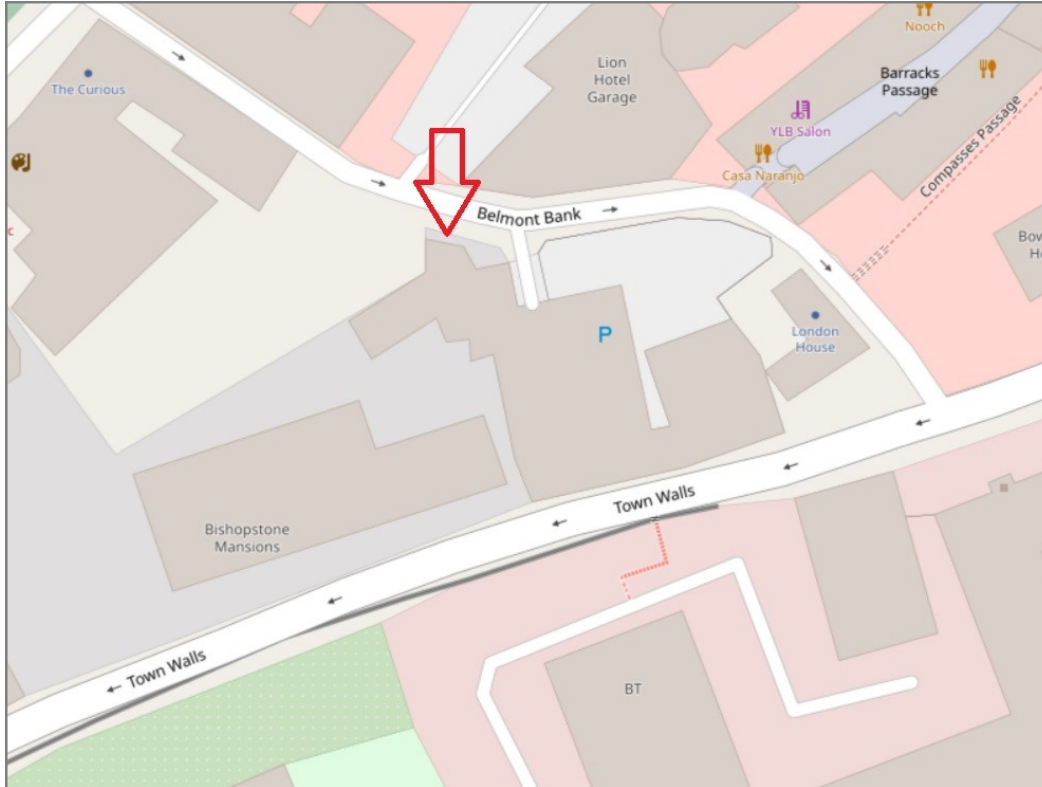 Nooch
The Curious
Lion
Hotel
Garage
Barracks
Passage
YLB Salon
Casa Naranjo
Compasses Passage
Belmont Bank
Bow
Ho
c
P
London
House
Town Walls
Bishopstone
Mansions
Town Walls
BT